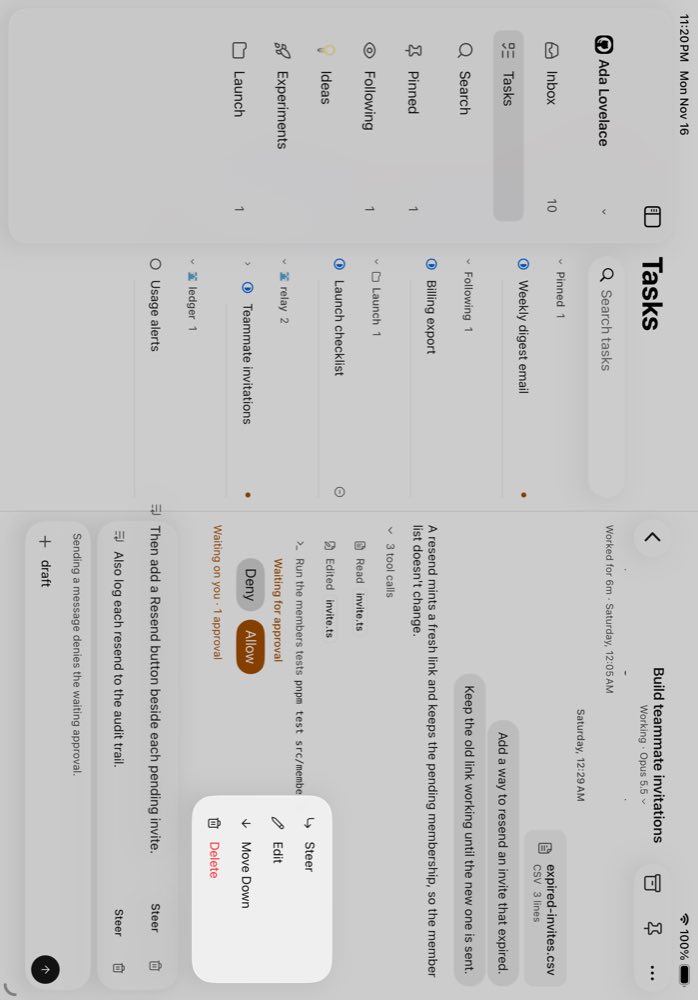 11:20 PM Mon Nov 16
100%
Ada Lovelace
Inbox 10
Tasks
Search
Pinned 1
Following 1
Ideas
Experiments
Launch 1
Tasks
Search tasks
Pinned 1
Weekly digest email
Following 1
Billing export
Launch 1
Launch checklist
relay 2
Teammate invitations
ledger 1
Usage alerts
Build teammate invitations
Working · Opus 5.5
Worked for 6m · Saturday, 12:05 AM
Saturday, 12:29 AM
expired-invites.csv
CSV 3 lines
Add a way to resend an invite that expired.
Keep the old link working until the new one is sent.
A resend mints a fresh link and keeps the pending membership, so the member
list doesn't change.
3 tool calls
Read invite.ts
Edited invite.ts
Run the members tests pnpm test src/membe
Waiting for approval
Deny Allow
Waiting on you · 1 approval
Steer
Edit
Move Down
Delete
Then add a Resend button beside each pending invite. Steer
Also log each resend to the audit trail. Steer
Sending a message denies the waiting approval.
draft